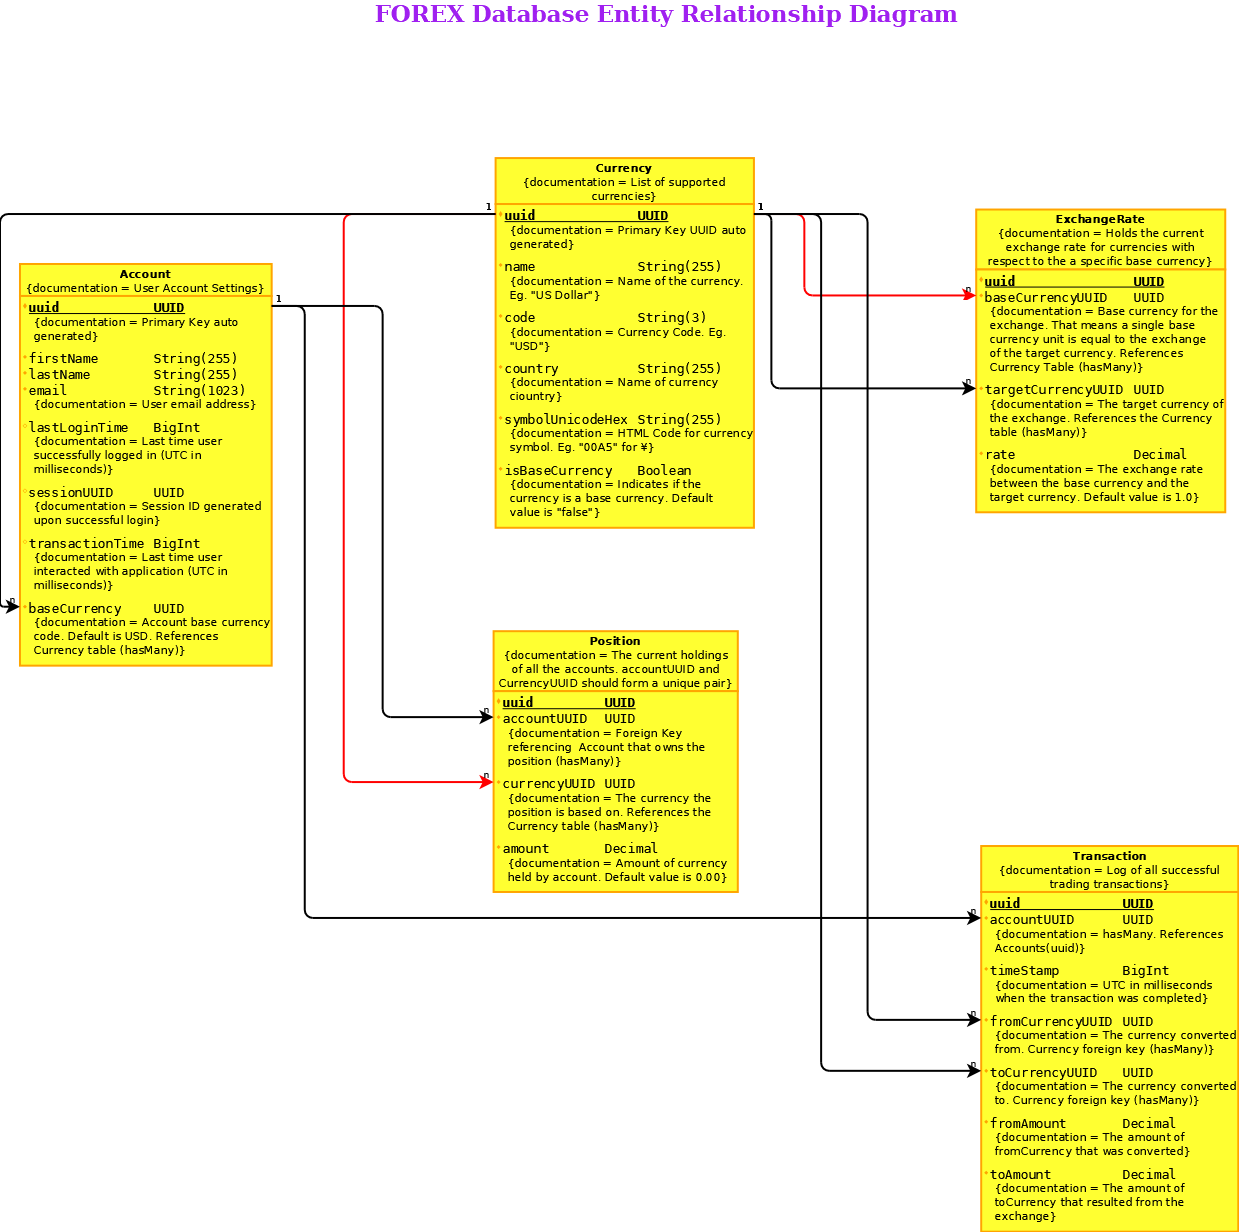 FOREX Database Entity Relationship Diagram
Currency
{documentation = List of supported
currencies}
1
1
uuid UUID
{documentation = Primary Key UUID auto
generated}
name String(255)
{documentation = Name of the currency.
Eg. "US Dollar"}
code String(3)
{documentation = Currency Code. Eg.
"USD"}
country String(255)
{documentation = Name of currency
ciountry}
symbolUnicodeHex String(255)
{documentation = HTML Code for currency
symbol. Eg. "00A5" for ¥}
isBaseCurrency Boolean
{documentation = Indicates if the
currency is a base currency. Default
value is "false"}
ExchangeRate
{documentation = Holds the current
exchange rate for currencies with
respect to the a specific base currency}
uuid UUID
n
baseCurrencyUUID UUID
{documentation = Base currency for the
exchange. That means a single base
currency unit is equal to the exchange
of the target currency. References
Currency Table (hasMany)}
n
targetCurrencyUUID UUID
{documentation = The target currency of
the exchange. References the Currency
table (hasMany)}
rate Decimal
{documentation = The exchange rate
between the base currency and the
target currency. Default value is 1.0}
Account
{documentation = User Account Settings}
1
uuid UUID
{documentation = Primary Key auto
generated}
firstName String(255)
lastName String(255)
email String(1023)
{documentation = User email address}
lastLoginTime BigInt
{documentation = Last time user
successfully logged in (UTC in
milliseconds)}
sessionUUID UUID
{documentation = Session ID generated
upon successful login}
transactionTime BigInt
{documentation = Last time user
interacted with application (UTC in
milliseconds)}
n
baseCurrency UUID
{documentation = Account base currency
code. Default is USD. References
Currency table (hasMany)}
Position
{documentation = The current holdings
of all the accounts. accountUUID and
CurrencyUUID should form a unique pair}
uuid UUID
n
accountUUID UUID
{documentation = Foreign Key
referencing  Account that owns the
position (hasMany)}
n
currencyUUID UUID
{documentation = The currency the
position is based on. References the
Currency table (hasMany)}
amount Decimal
{documentation = Amount of currency
held by account. Default value is 0.00}
Transaction
{documentation = Log of all successful
trading transactions}
uuid UUID
n
accountUUID UUID
{documentation = hasMany. References
Accounts(uuid)}
timeStamp BigInt
{documentation = UTC in milliseconds
when the transaction was completed}
n
fromCurrencyUUID UUID
{documentation = The currency converted
from. Currency foreign key (hasMany)}
n
toCurrencyUUID UUID
{documentation = The currency converted
to. Currency foreign key (hasMany)}
fromAmount Decimal
{documentation = The amount of
fromCurrency that was converted}
toAmount Decimal
{documentation = The amount of
toCurrency that resulted from the
exchange}